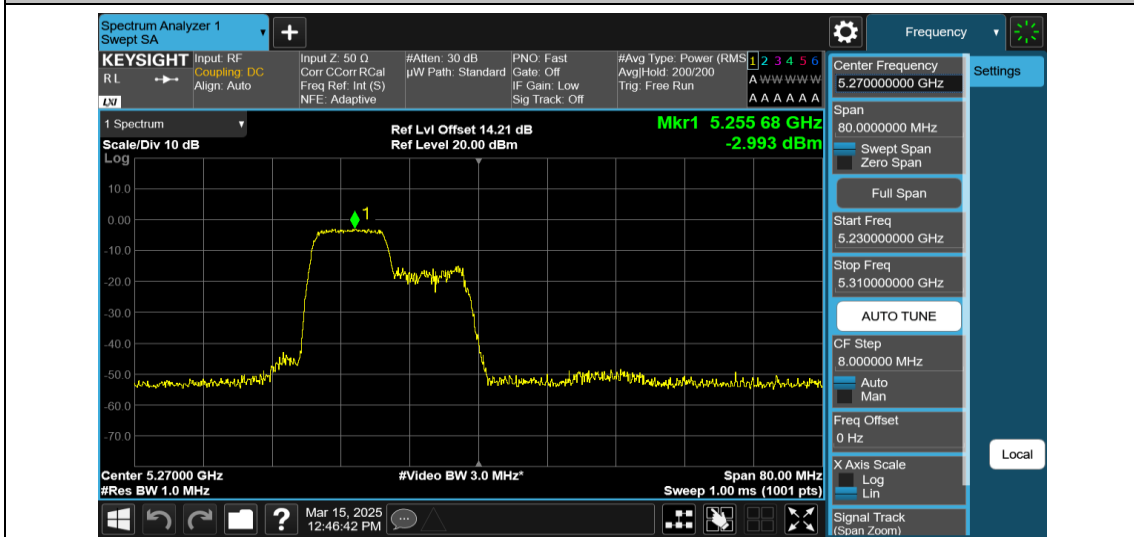 Spectrum Analyzer 1
Swept SA
+
Frequency
KEYSIGHT
RL
LXI
Input: RF
Coupling: DC
Align: Auto
Input Z: 50 Ω
Corr CCorr RCal
Freq Ref: Int (S)
NFE: Adaptive
#Atten: 30 dB
µW Path: Standard
PNO: Fast
Gate: Off
IF Gain: Low
Sig Track: Off
#Avg Type: Power (RMS
Avg|Hold: 200/200
Trig: Free Run
1 2 3 4 5 6
A W W W W W
A A A A A A
1 Spectrum
Scale/Div 10 dB
Log
Ref Lvl Offset 14.21 dB
Ref Level 20.00 dBm
Mkr1 5.255 68 GHz
-2.993 dBm
10.0
0.00
-10.0
-20.0
-30.0
-40.0
-50.0
-60.0
-70.0
1
Center 5.27000 GHz
#Res BW 1.0 MHz
#Video BW 3.0 MHz*
Span 80.00 MHz
Sweep 1.00 ms (1001 pts)
?
Mar 15, 2025
12:46:42 PM
Center Frequency
5.270000000 GHz
Span
80.0000000 MHz
Swept Span
Zero Span
Full Span
Start Freq
5.230000000 GHz
Stop Freq
5.310000000 GHz
AUTO TUNE
CF Step
8.000000 MHz
Auto
Man
Freq Offset
0 Hz
X Axis Scale
Log
Lin
Signal Track
(Span Zoom)
Settings
Local